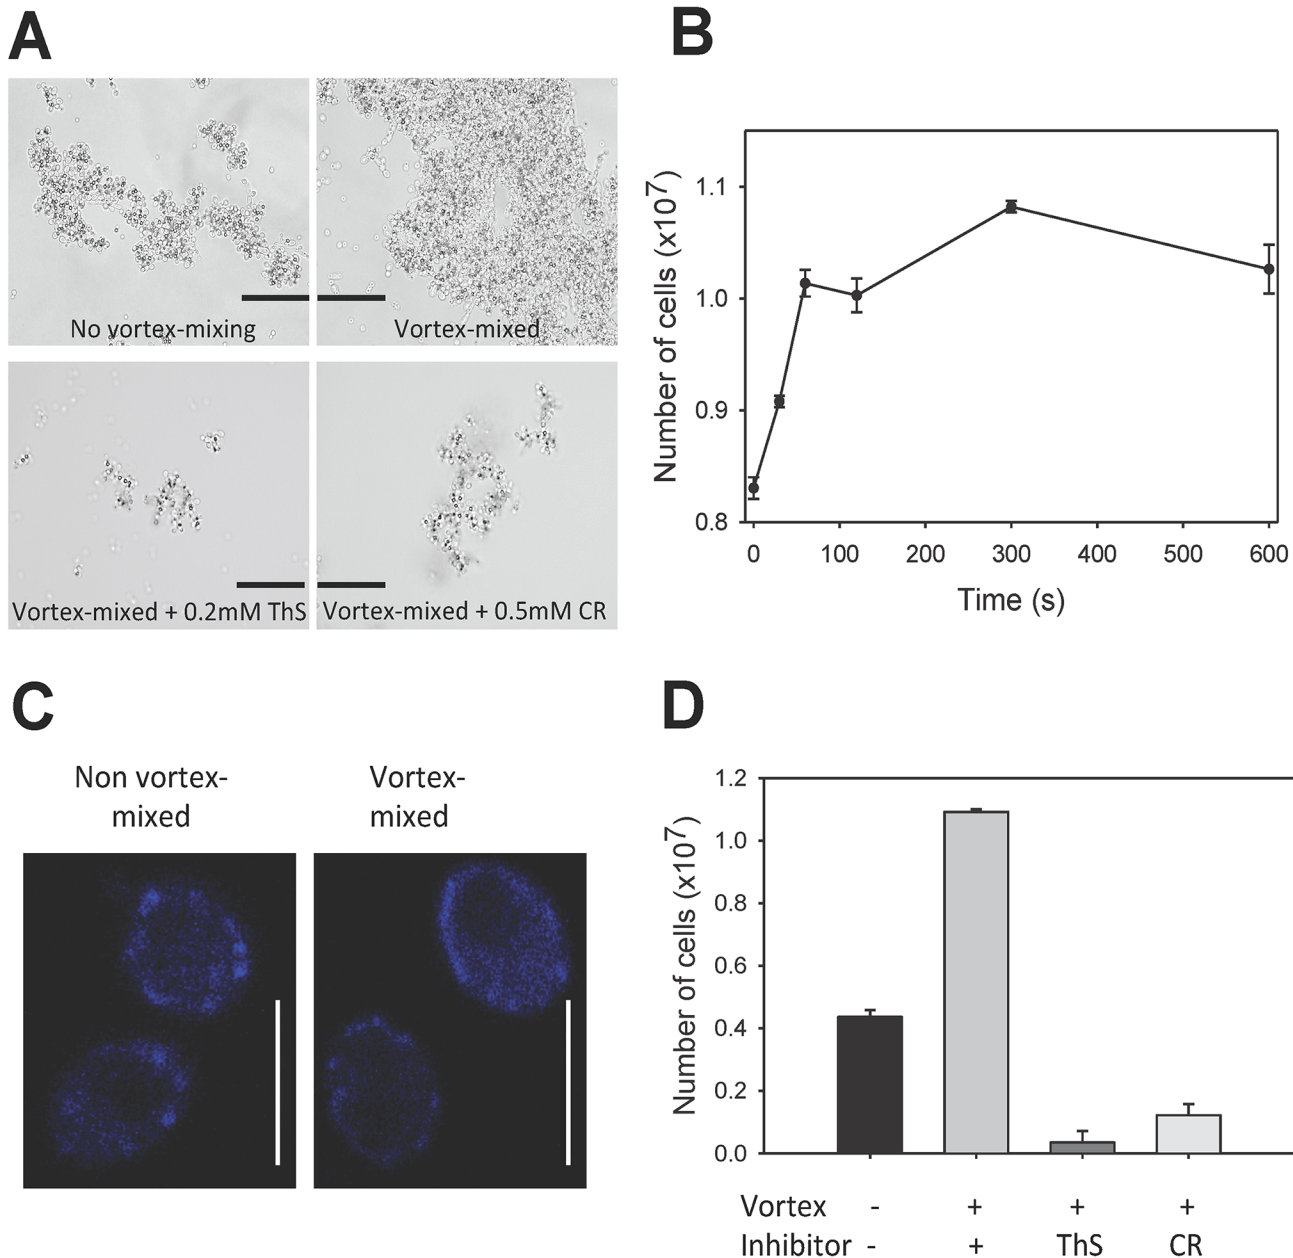 A
No vortex-mixing
Vortex-mixed
Vortex-mixed + 0.2mM ThS
Vortex-mixed + 0.5mM CR
B
Number of cells (x10⁷)
1.1
1.0
0.9
0.8
0 100 200 300 400 500 600
Time (s)
C
Non vortex-
mixed
Vortex-
mixed
D
Number of cells (x10⁷)
1.2
1.0
0.8
0.6
0.4
0.2
0.0
Vortex - + + +
Inhibitor - + ThS CR